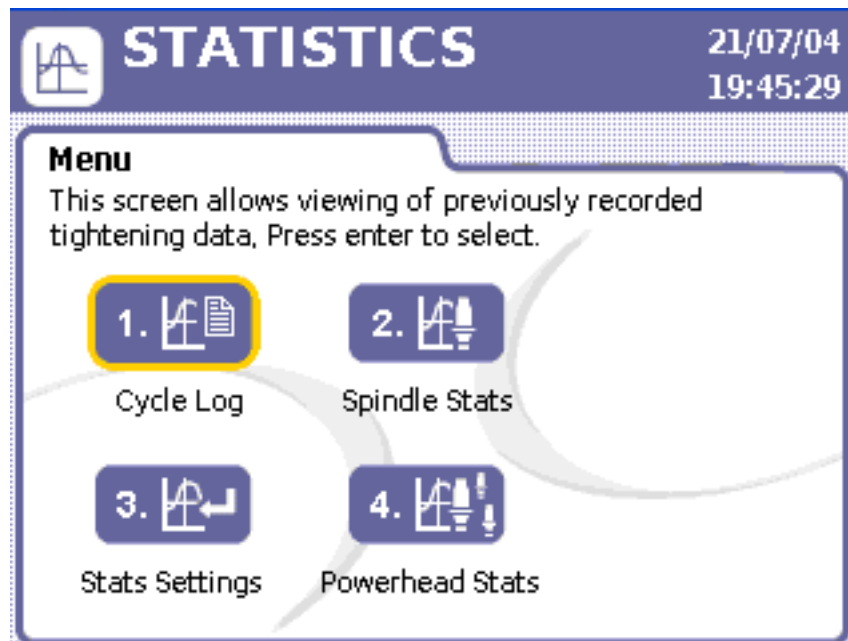 STATISTICS
21/07/04
19:45:29
Menu
This screen allows viewing of previously recorded
tightening data, Press enter to select.
1.
2.
Cycle Log
Spindle Stats
3.
4.
Stats Settings
Powerhead Stats